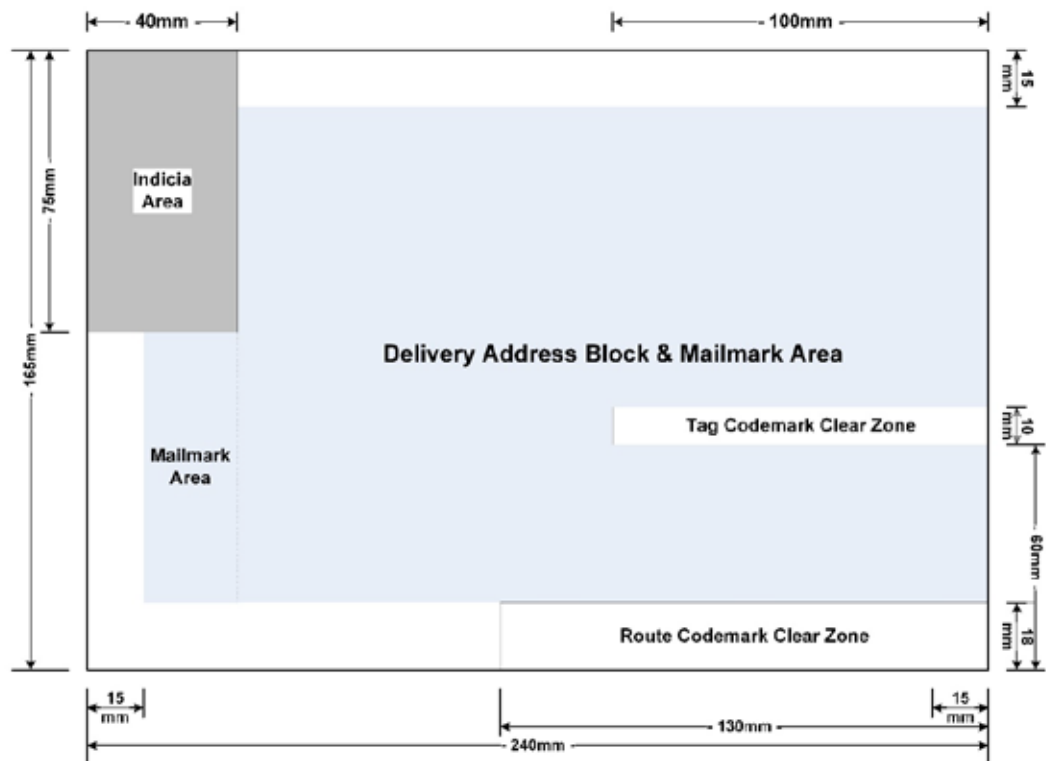 - 40mm -
- 100mm -
15
mm
Indicia
Area
- 75mm -
- 165mm -
Delivery Address Block & Mailmark Area
Tag Codemark Clear Zone
10
mm
Mailmark
Area
- 60mm -
Route Codemark Clear Zone
18
mm
15
mm
15
mm
- 130mm -
- 240mm -